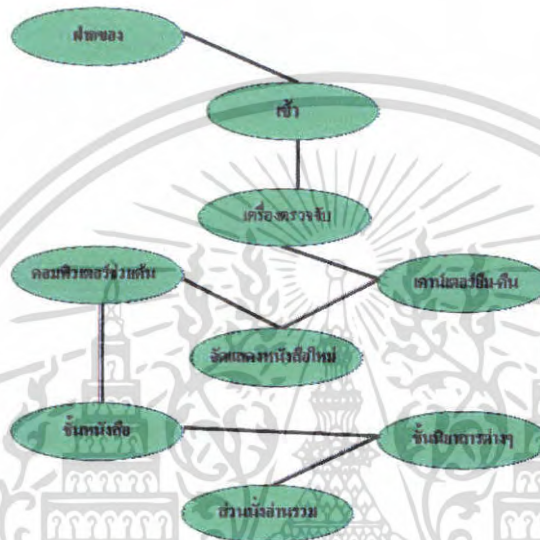 ฝากของ
เข้า
เครื่องตรวจจับ
คอมพิวเตอร์ช่วยค้น
เคาน์เตอร์ยืม-คืน
จัดแสดงหนังสือใหม่
ชั้นหนังสือ
ชั้นนิยาสารต่างๆ
ส่วนนั่งอ่านรวม